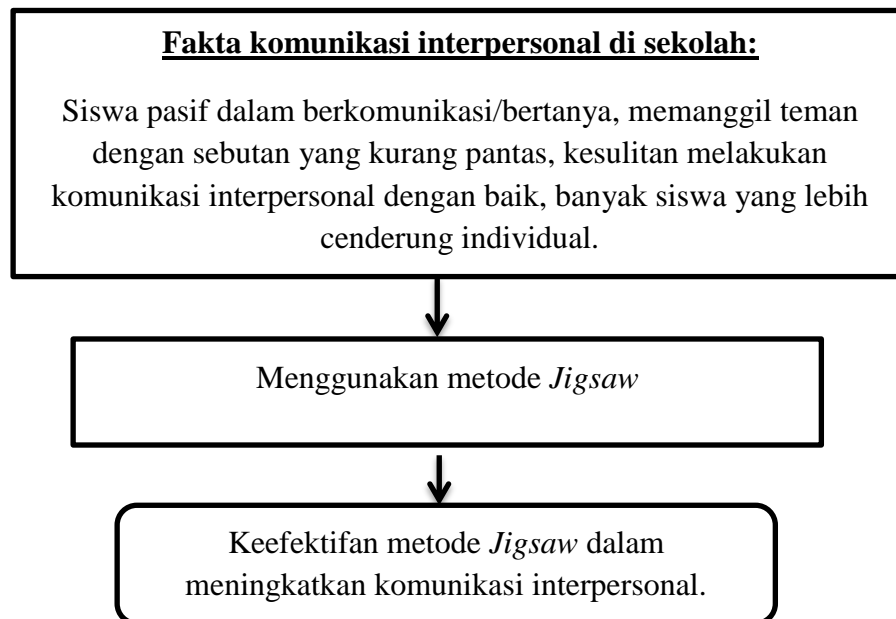 Fakta komunikasi interpersonal di sekolah:
Siswa pasif dalam berkomunikasi/bertanya, memanggil teman
dengan sebutan yang kurang pantas, kesulitan melakukan
komunikasi interpersonal dengan baik, banyak siswa yang lebih
cenderung individual.
Menggunakan metode Jigsaw
Keefektifan metode Jigsaw dalam
meningkatkan komunikasi interpersonal.